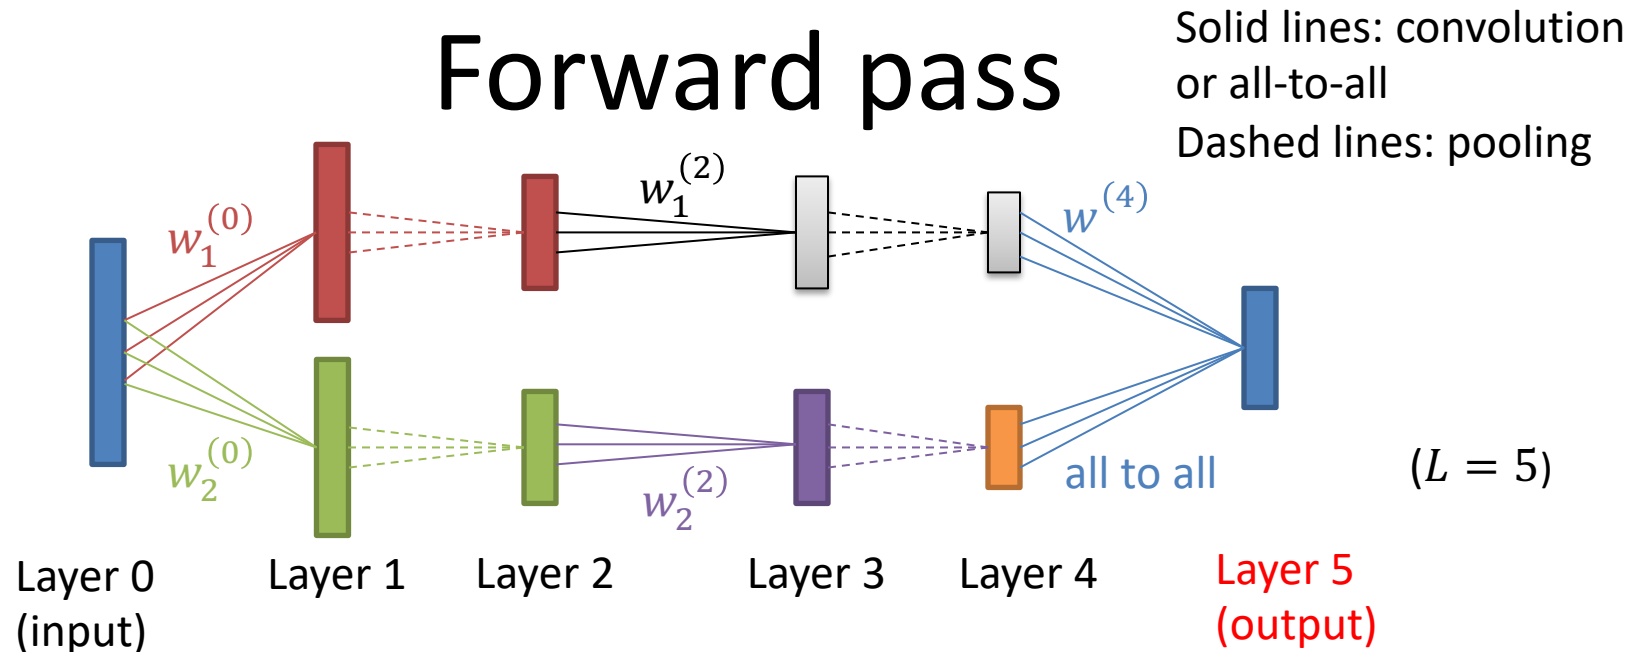 Forward pass
Solid lines: convolution
or all-to-all
Dashed lines: pooling
w₁⁽⁰⁾
w₁⁽²⁾
w⁽⁴⁾
w₂⁽⁰⁾
w₂⁽²⁾
all to all
(L = 5)
Layer 0
(input)
Layer 1
Layer 2
Layer 3
Layer 4
Layer 5
(output)